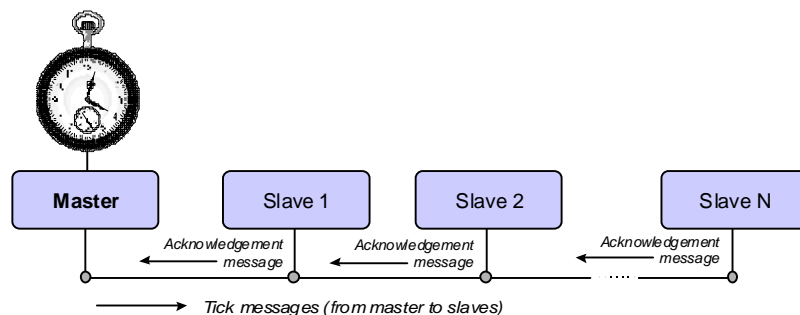 Master
Slave 1
Slave 2
Slave N
Acknowledgement
message
Acknowledgement
message
Acknowledgement
message
Tick messages (from master to slaves)